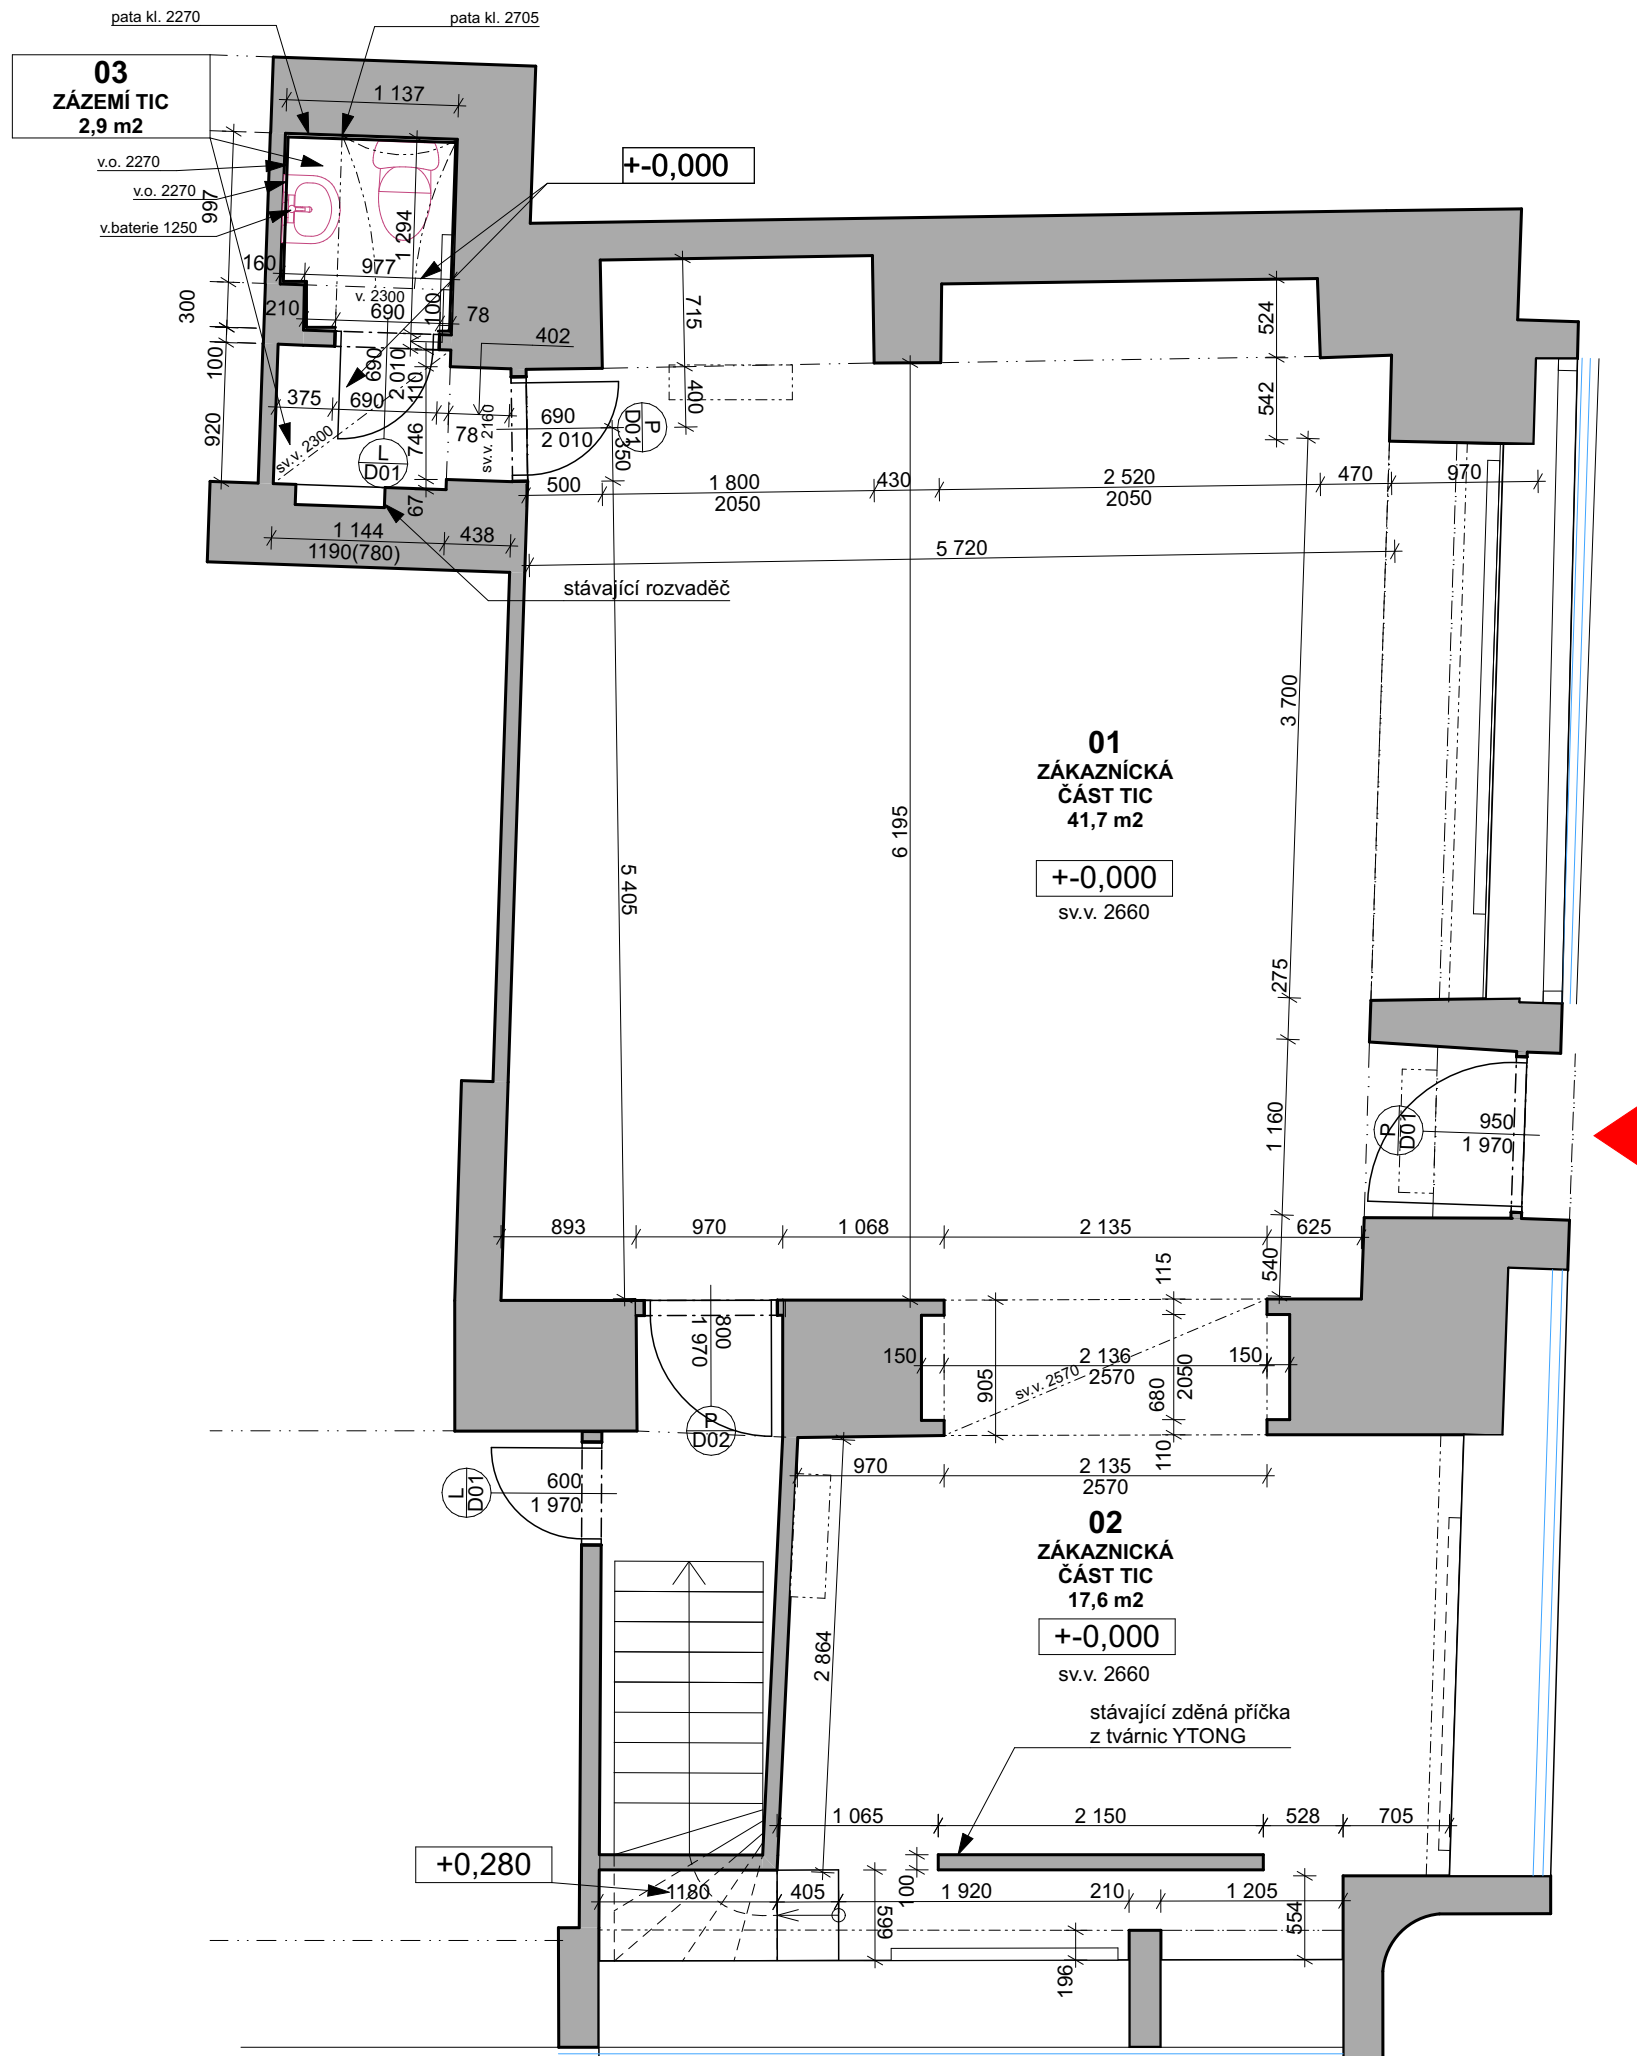 pata kl. 2270
pata kl. 2705
03
ZÁZEMÍ TIC
2,9 m2
1 137
v.o. 2270
v.o. 2270
v.baterie 1250
997
+-0,000
1 294
160
977
v. 2300
300
210
690
100
78
402
715
524
100
690
2 010
110
400
542
375
690
78
sv.v. 2160
690
2 010
P
D01
350
920
sv.v. 2300
746
L
D01
67
500
1 800
2050
430
2 520
2050
470
970
1 144
1190(780)
438
5 720
stávající rozvaděč
3 700
01
ZÁKAZNÍCKÁ
ČÁST TIC
41,7 m2
+-0,000
sv.v. 2660
6 195
5 405
275
1 160
P
D01
950
1 970
893
970
1 068
2 135
625
115
540
800
1 970
150
2 136
2570
150
sv.v. 2570
905
680
2050
P
D02
110
970
2 135
2570
L
D01
600
1 970
02
ZÁKAZNICKÁ
ČÁST TIC
17,6 m2
+-0,000
sv.v. 2660
2 864
stávající zděná příčka
z tvárnic YTONG
1 065
2 150
528
705
+0,280
1180
405
100
1 920
210
1 205
599
554
196